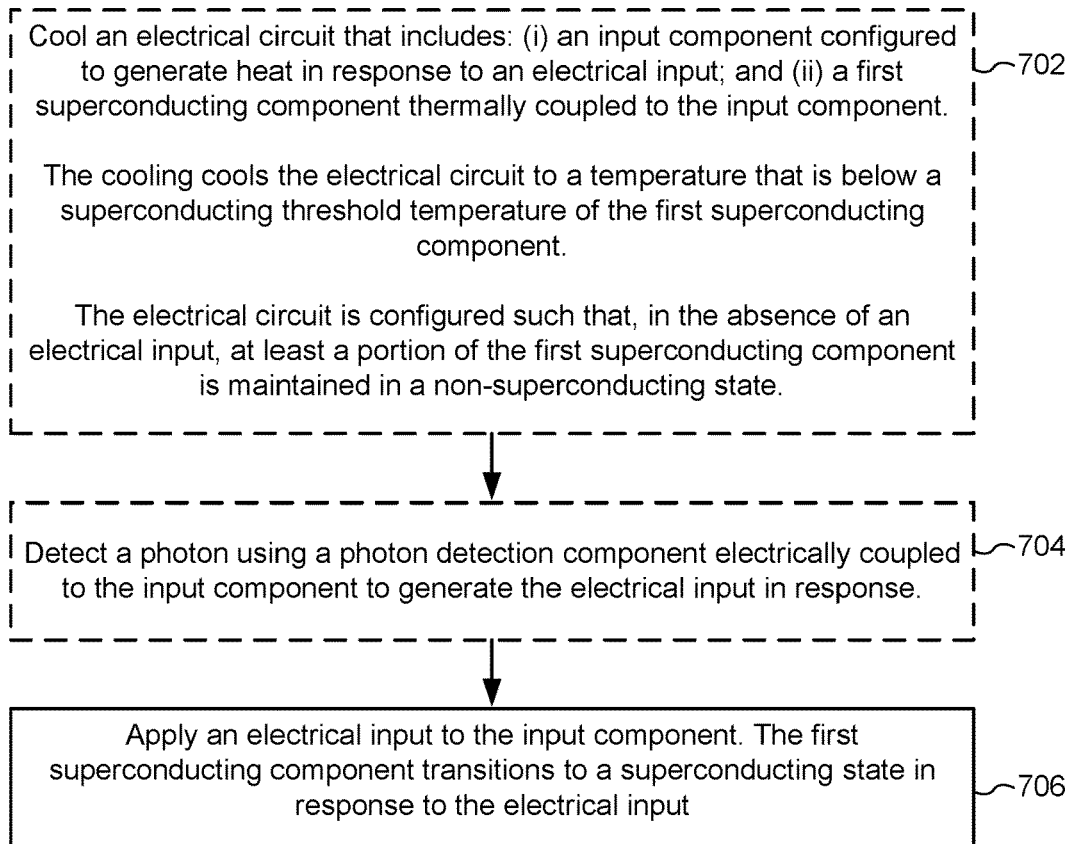 Cool an electrical circuit that includes: (i) an input component configured
to generate heat in response to an electrical input; and (ii) a first
superconducting component thermally coupled to the input component.
702
The cooling cools the electrical circuit to a temperature that is below a
superconducting threshold temperature of the first superconducting
component.
The electrical circuit is configured such that, in the absence of an
electrical input, at least a portion of the first superconducting component
is maintained in a non-superconducting state.
Detect a photon using a photon detection component electrically coupled
to the input component to generate the electrical input in response.
704
Apply an electrical input to the input component. The first
superconducting component transitions to a superconducting state in
response to the electrical input
706